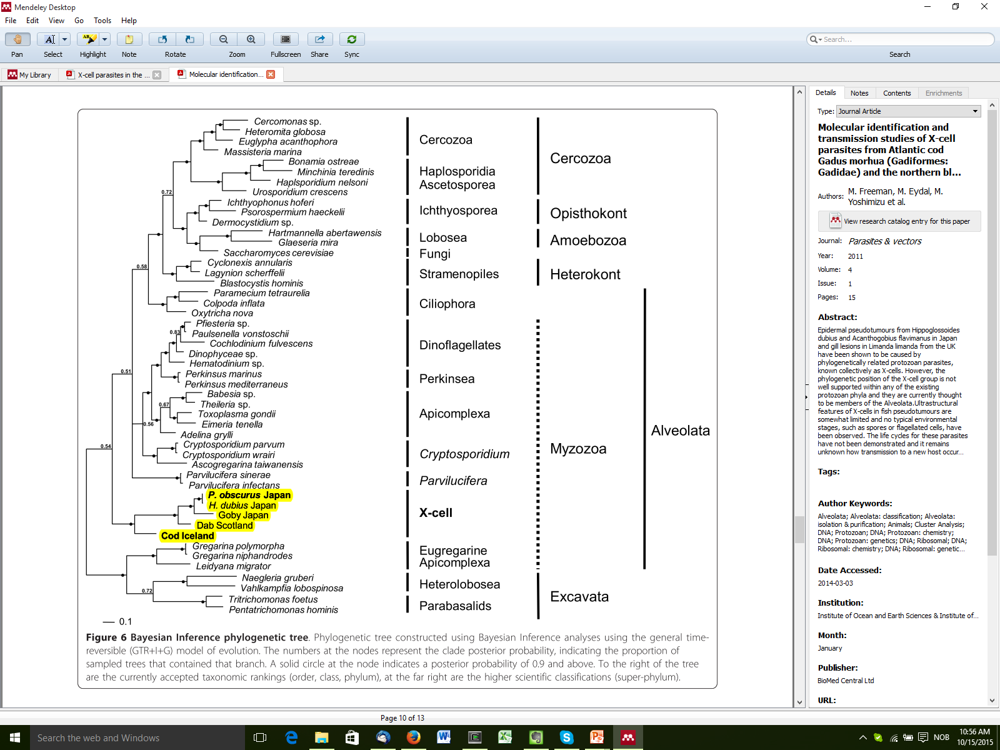 Mendeley Desktop
File Edit View Go Tools Help
Pan Select Highlight Note Rotate Zoom Fullscreen Share Sync
Search...
Search
My Library
X-cell parasites in the ...
Molecular identification...
Cercomonas sp.
Heteromita globosa
Euglypha acanthophora
Massisteria marina
Bonamia ostreae
Minchinia teredinis
Haplsporidium nelsoni
Urosporidium crescens
Ichthyophonus hoferi
Psorospermium haeckelii
Dermocystidium sp.
Hartmannella abertawensis
Glaeseria mira
Saccharomyces cerevisiae
Cyclonexis annularis
Lagynion scherffelii
Blastocystis hominis
Paramecium tetraurelia
Colpoda inflata
Oxytricha nova
Pfiesteria sp.
Paulsenella vonstoschii
Cochlodinium fulvescens
Dinophyceae sp.
Hematodinium sp.
Perkinsus marinus
Perkinsus mediterraneus
Babesia sp.
Theileria sp.
Toxoplasma gondii
Eimeria tenella
Adelina grylli
Cryptosporidium parvum
Cryptosporidium wrairi
Ascogregarina taiwanensis
Parvilucifera sinerae
Parvilucifera infectans
P. obscurus Japan
H. dubius Japan
Goby Japan
Dab Scotland
Cod Iceland
Gregarina polymorpha
Gregarina niphandrodes
Leidyana migrator
Naegleria gruberi
Vahlkampfia lobospinosa
Tritrichomonas foetus
Pentatrichomonas hominis
0.72
0.58
0.83
0.51
0.67
0.56
0.54
0.72
0.1
Cercozoa
Haplosporidia
Ascetosporea
Ichthyosporea
Lobosea
Fungi
Stramenopiles
Ciliophora
Dinoflagellates
Perkinsea
Apicomplexa
Cryptosporidium
Parvilucifera
X-cell
Eugregarine
Apicomplexa
Heterolobosea
Parabasalids
Cercozoa
Opisthokont
Amoebozoa
Heterokont
Myzozoa
Excavata
Alveolata
Figure 6 Bayesian Inference phylogenetic tree. Phylogenetic tree constructed using Bayesian Inference analyses using the general time-
reversible (GTR+I+G) model of evolution. The numbers at the nodes represent the clade posterior probability, indicating the proportion of
sampled trees that contained that branch. A solid circle at the node indicates a posterior probability of 0.9 and above. To the right of the tree
are the currently accepted taxonomic rankings (order, class, phylum), at the far right are the higher scientific classifications (super-phylum).
Page 10 of 13
Details Notes Contents Enrichments
Type: Journal Article
Molecular identification and
transmission studies of X-cell
parasites from Atlantic cod
Gadus morhua (Gadiformes:
Gadidae) and the northern bl...
Authors: M. Freeman, M. Eydal, M.
Yoshimizu et al.
View research catalog entry for this paper
Journal: Parasites & vectors
Year: 2011
Volume: 4
Issue: 1
Pages: 15
Abstract:
Epidermal pseudotumours from Hippoglossoides
dubius and Acanthogobius flavimanus in Japan
and gill lesions in Limanda limanda from the UK
have been shown to be caused by
phylogenetically related protozoan parasites,
known collectively as X-cells. However, the
phylogenetic position of the X-cell group is not
well supported within any of the existing
protozoan phyla and they are currently thought
to be members of the Alveolata.Ultrastructural
features of X-cells in fish pseudotumours are
somewhat limited and no typical environmental
stages, such as spores or flagellated cells, have
been observed. The life cycles for these parasites
have not been demonstrated and it remains
unknown how transmission to a new host occur...
Tags:
Author Keywords:
Alveolata; Alveolata: classification; Alveolata:
isolation & purification; Animals; Cluster Analysis;
DNA; Protozoan; DNA; Protozoan: chemistry;
DNA; Protozoan: genetics; DNA; Ribosomal; DNA;
Ribosomal: chemistry; DNA; Ribosomal: genetic...
Date Accessed:
2014-03-03
Institution:
Institute of Ocean and Earth Sciences & Institute of...
Month:
January
Publisher:
BioMed Central Ltd
URL:
Search the web and Windows
NOB
10:56 AM
10/15/2015